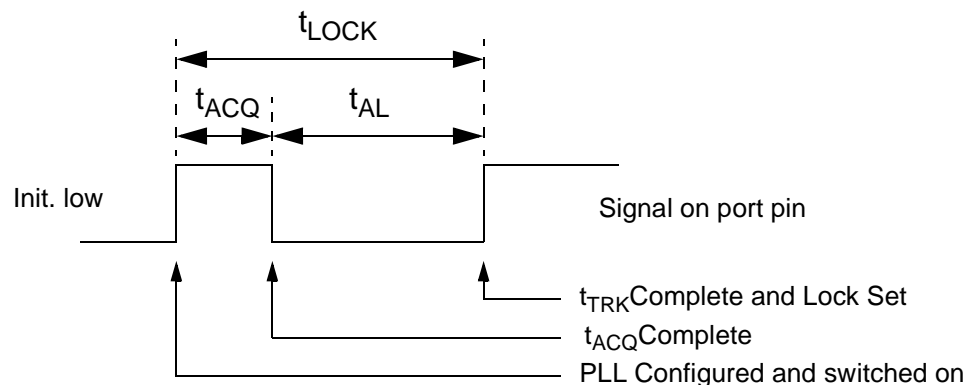 tLOCK
tACQ
tAL
Init. low
Signal on port pin
tTRKComplete and Lock Set
tACQComplete
PLL Configured and switched on